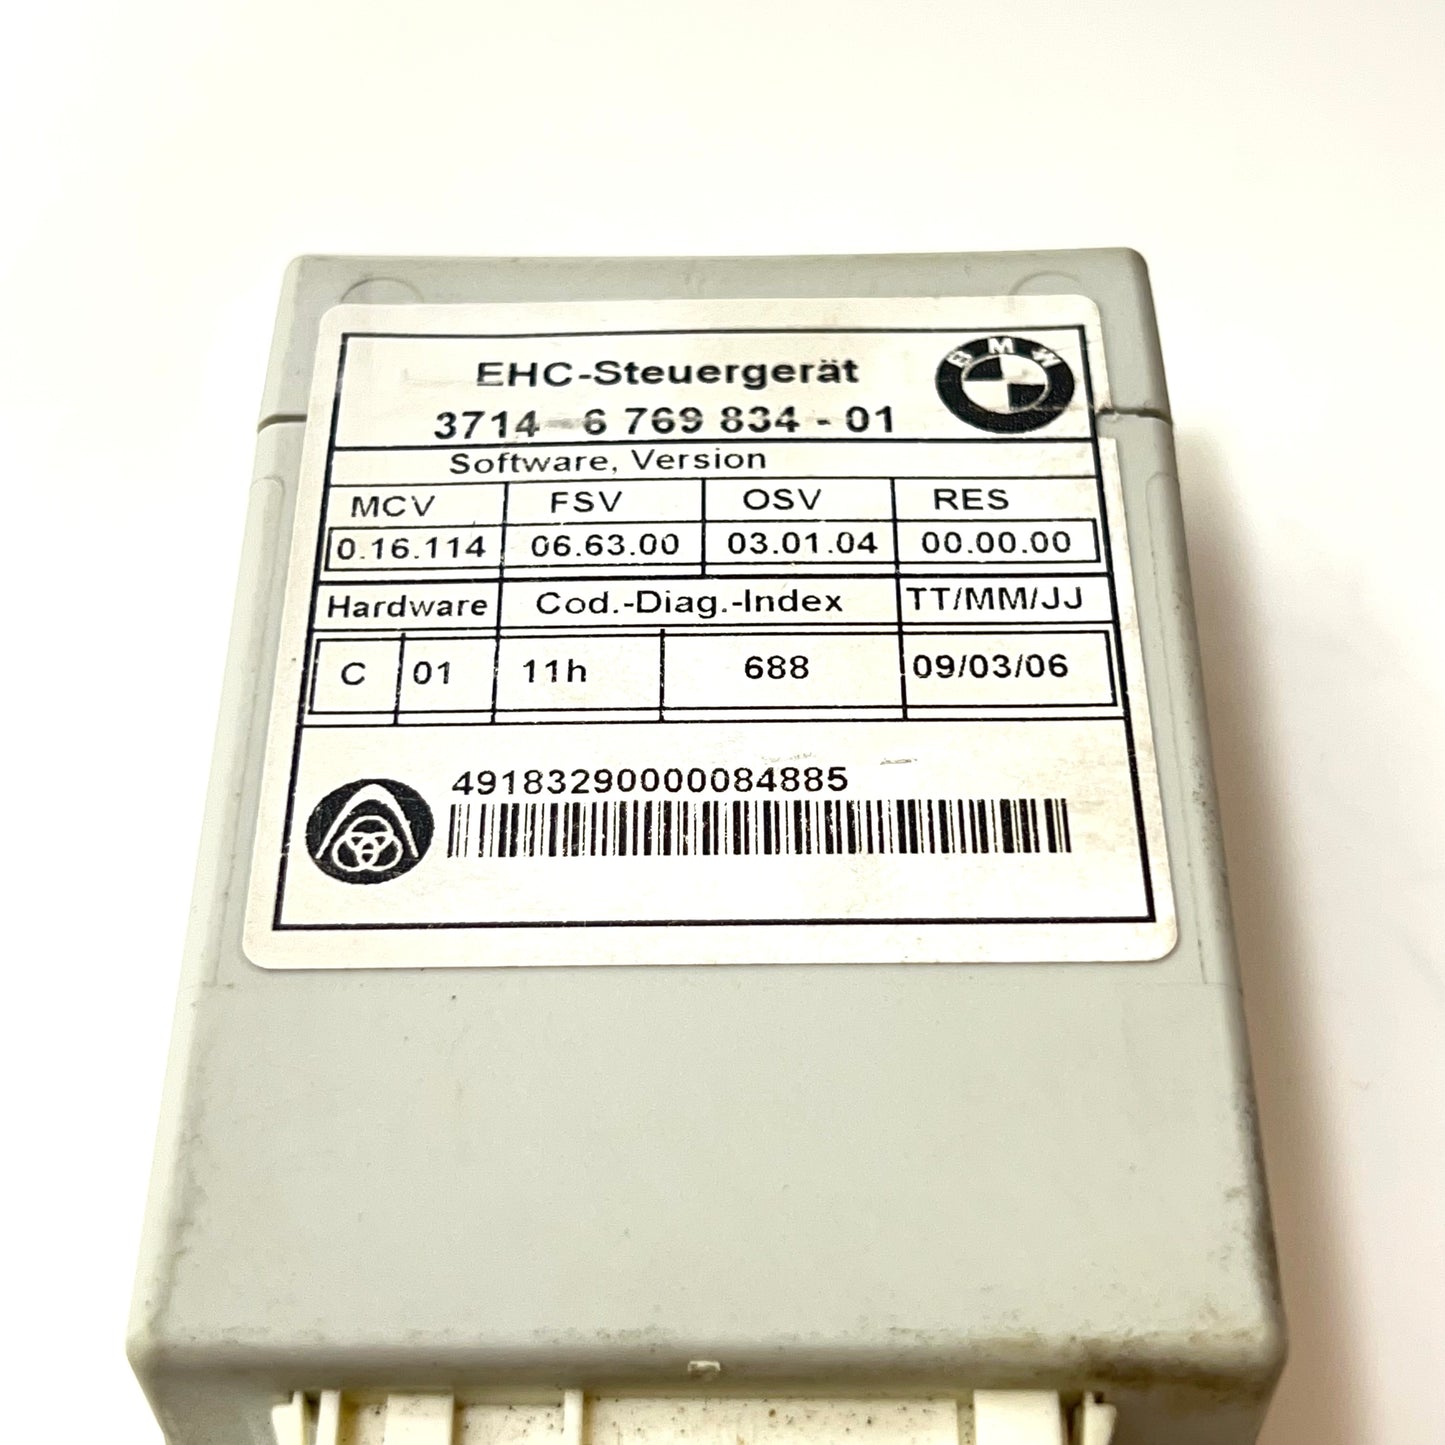 EHC-Steuergerät
3714 - 6 769 834 - 01
BMW
Software, Version
MCV FSV OSV RES
0.16.114 06.63.00 03.01.04 00.00.00
Hardware Cod.-Diag.-Index TT/MM/JJ
C 01 11h 688 09/03/06
49183290000084885